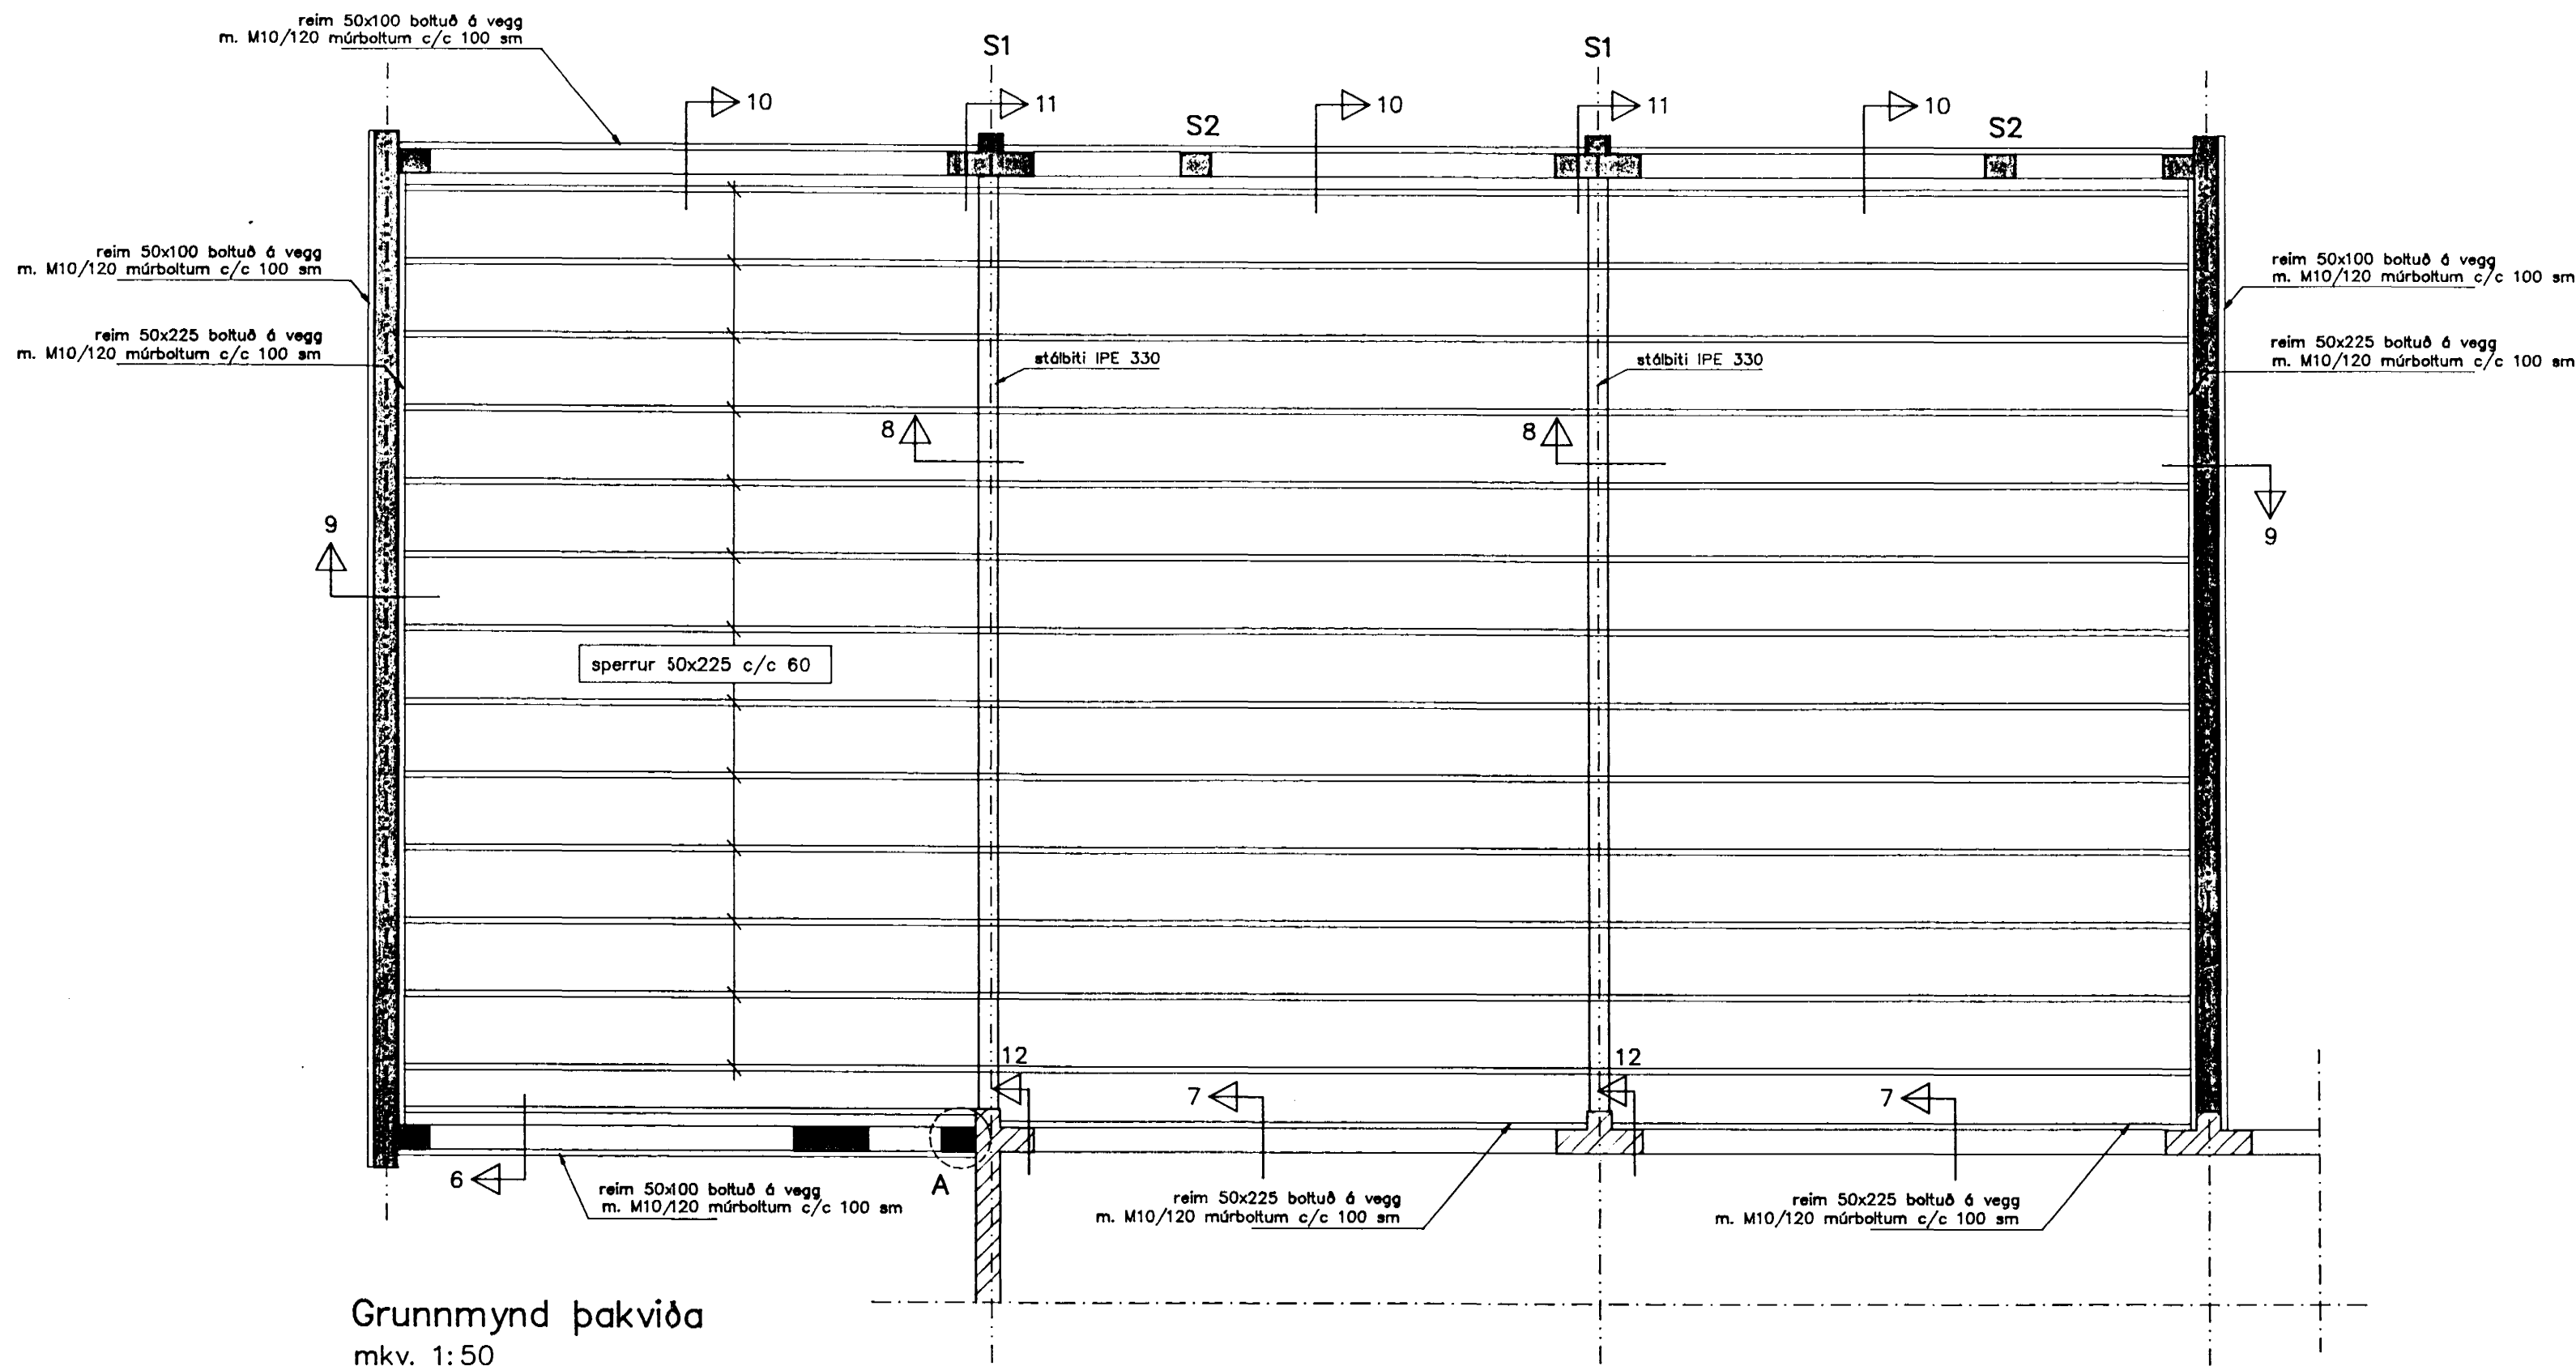 reim 50x100 boltuð á vegg
m. M10/120 múrboltum c/c 100 sm
S1
S1
10
11
S2
10
11
10
S2
reim 50x100 boltuð á vegg
m. M10/120 múrboltum c/c 100 sm
reim 50x100 boltuð á vegg
m. M10/120 múrboltum c/c 100 sm
reim 50x225 boltuð á vegg
m. M10/120 múrboltum c/c 100 sm
stálbiti IPE 330
stálbiti IPE 330
reim 50x225 boltuð á vegg
m. M10/120 múrboltum c/c 100 sm
8
8
9
9
sperrur 50x225 c/c 60
12
12
7
7
6
A
reim 50x100 boltuð á vegg
m. M10/120 múrboltum c/c 100 sm
reim 50x225 boltuð á vegg
m. M10/120 múrboltum c/c 100 sm
reim 50x225 boltuð á vegg
m. M10/120 múrboltum c/c 100 sm
Grunnmynd þakviða
mkv. 1:50